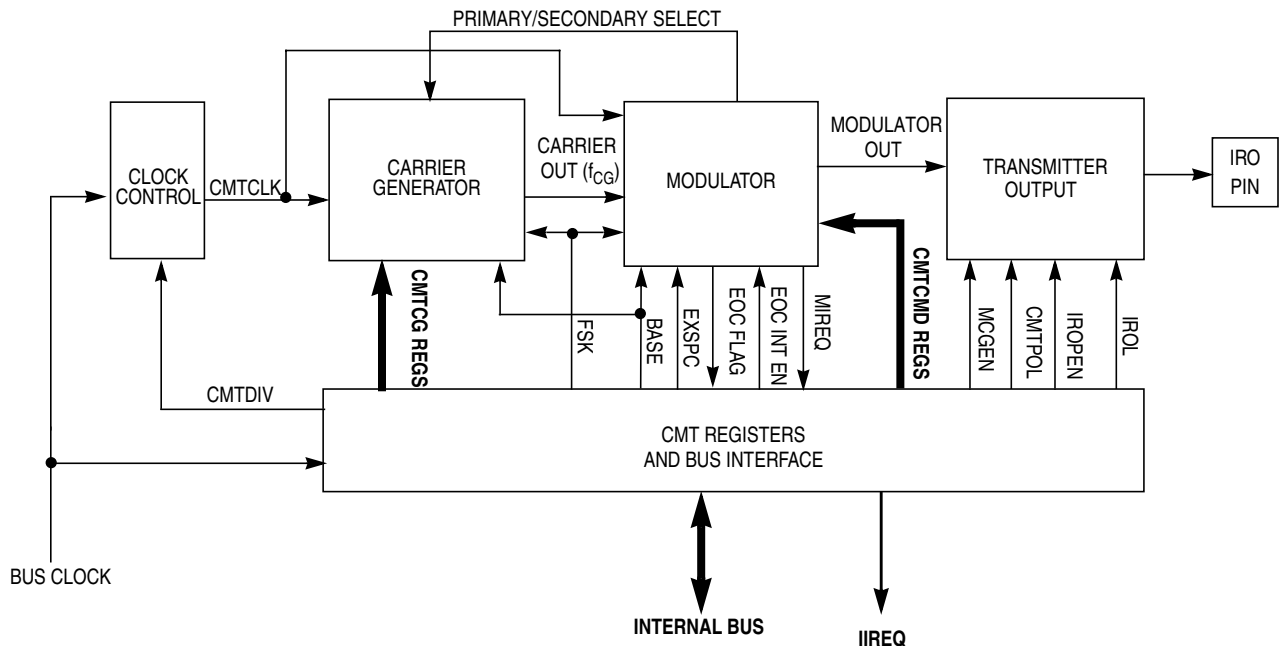 PRIMARY/SECONDARY SELECT
CLOCK
CONTROL
CMTCLK
CARRIER
GENERATOR
CARRIER
OUT (fCG)
MODULATOR
MODULATOR
OUT
TRANSMITTER
OUTPUT
IRO
PIN
CMTCG REGS
FSK
BASE
EXSPC
EOC FLAG
EOC INT EN
MIREQ
CMTCMD REGS
MCGEN
CMTPOL
IROPEN
IROL
CMTDIV
CMT REGISTERS
AND BUS INTERFACE
BUS CLOCK
INTERNAL BUS
IIREQ